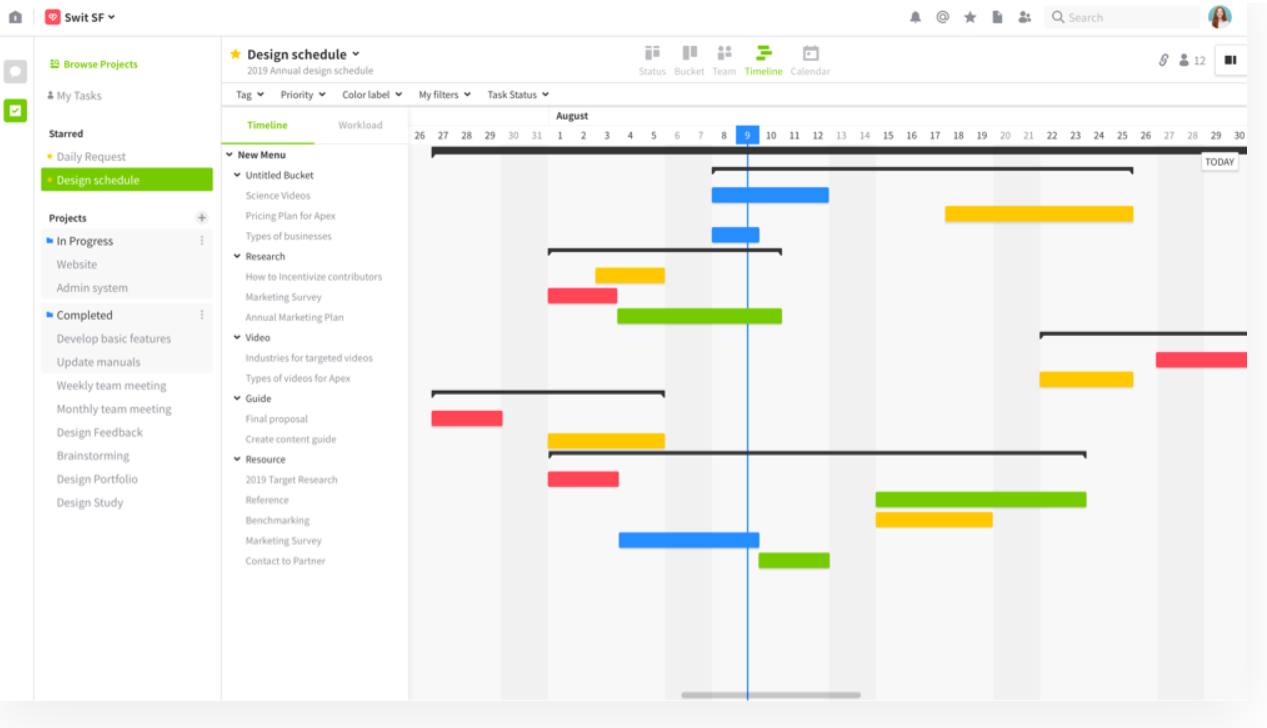 Swit SF
Search
Browse Projects
My Tasks
Starred
Daily Request
Design schedule
Projects
In Progress
Website
Admin system
Completed
Develop basic features
Update manuals
Weekly team meeting
Monthly team meeting
Design Feedback
Brainstorming
Design Portfolio
Design Study
Design schedule
2019 Annual design schedule
Status Bucket Team Timeline Calendar
12
Tag Priority Color label My filters Task Status
Timeline Workload
August
26 27 28 29 30 31 1 2 3 4 5 6 7 8 9 10 11 12 13 14 15 16 17 18 19 20 21 22 23 24 25 26 27 28 29 30
TODAY
New Menu
Untitled Bucket
Science Videos
Pricing Plan for Apex
Types of businesses
Research
How to Incentivize contributors
Marketing Survey
Annual Marketing Plan
Video
Industries for targeted videos
Types of videos for Apex
Guide
Final proposal
Create content guide
Resource
2019 Target Research
Reference
Benchmarking
Marketing Survey
Contact to Partner